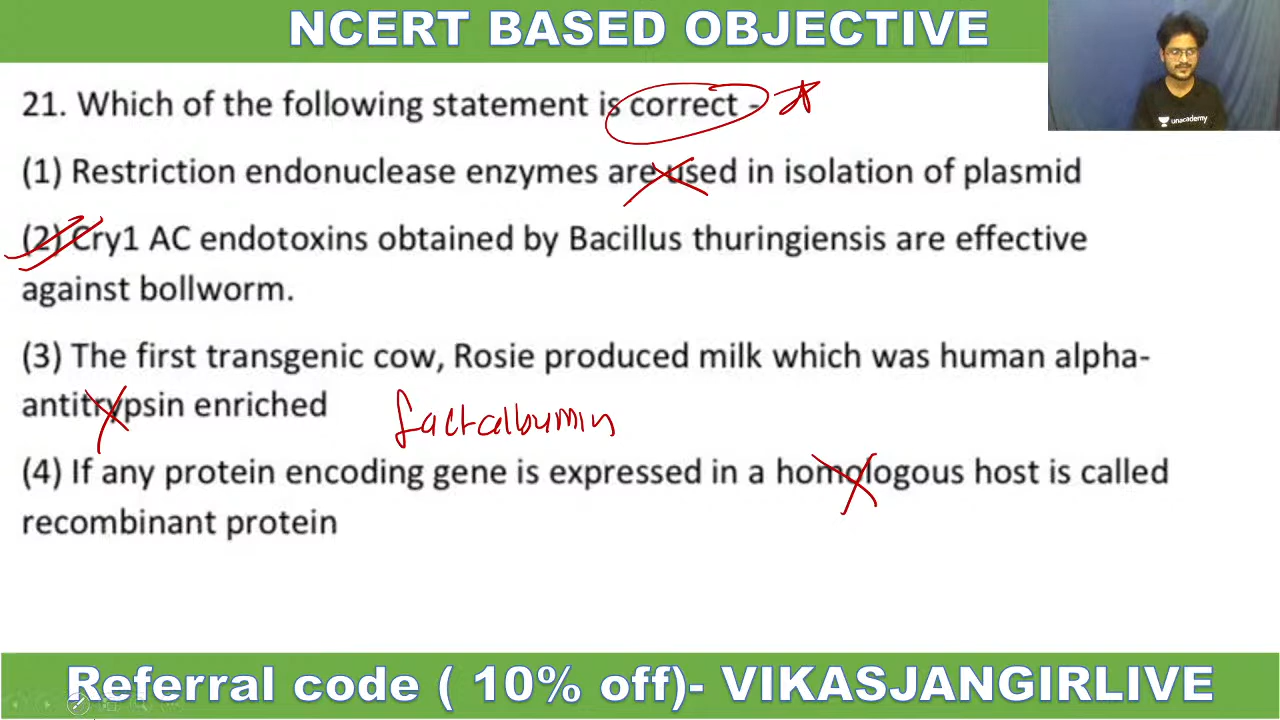 NCERT BASED OBJECTIVE
unacademy
21. Which of the following statement is correct -
(1) Restriction endonuclease enzymes are used in isolation of plasmid
(2) Cry1 AC endotoxins obtained by Bacillus thuringiensis are effective
against bollworm.
(3) The first transgenic cow, Rosie produced milk which was human alpha-
antitrypsin enriched
lactalbumin
(4) If any protein encoding gene is expressed in a homologous host is called
recombinant protein
Referral code ( 10% off)- VIKASJANGIRLIVE